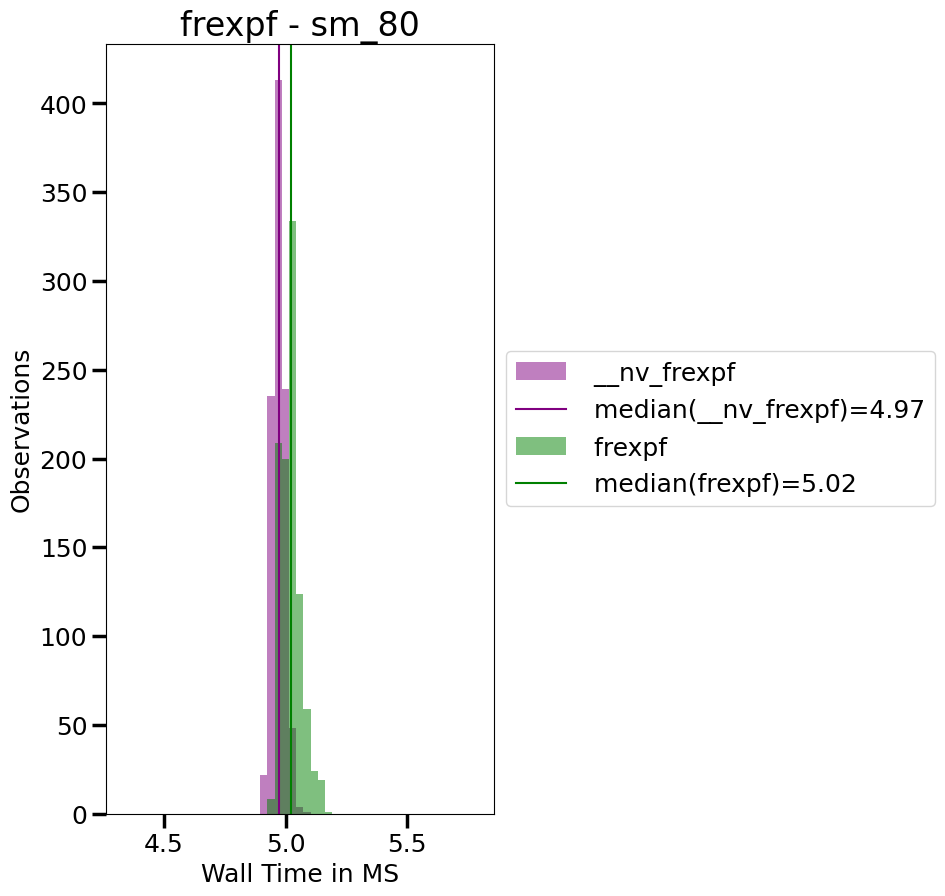 frexpf - sm_80
400
350
300
250
200
150
100
50
0
Observations
4.5 5.0 5.5
Wall Time in MS
__nv_frexpf
median(__nv_frexpf)=4.97
frexpf
median(frexpf)=5.02